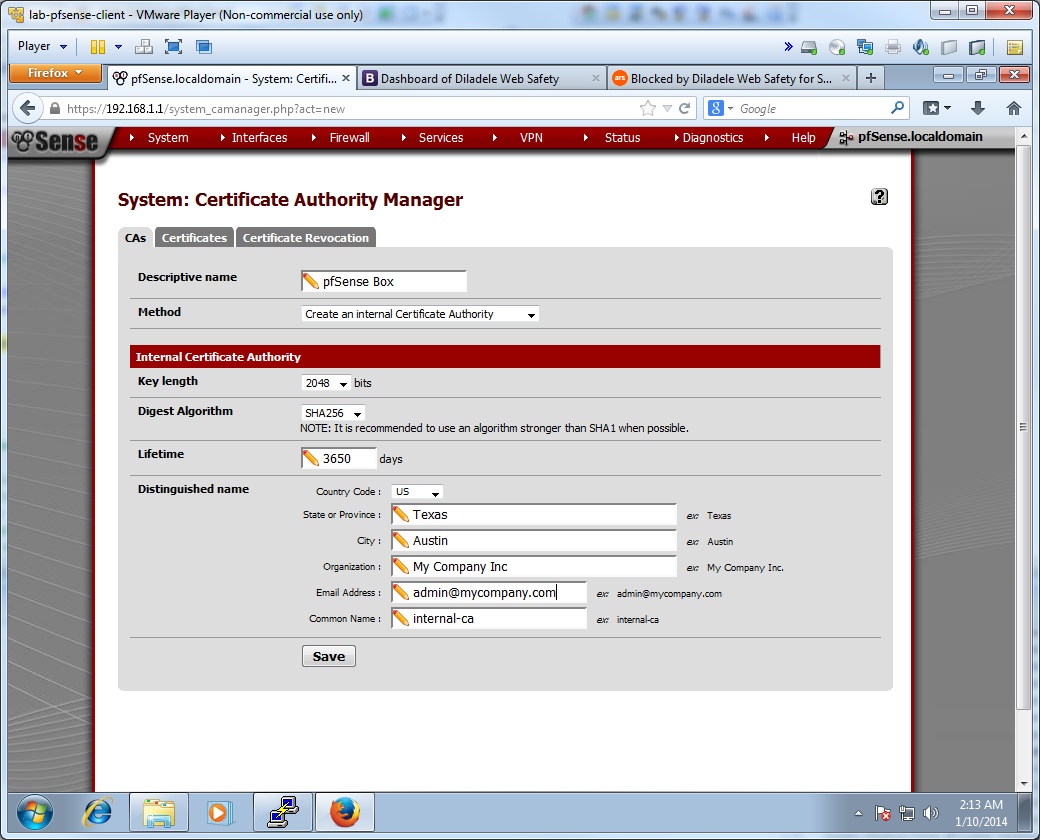 lab-pfsense-client - VMware Player (Non-commercial use only)
Player
Firefox
pfSense.localdomain - System: Certifi...
Dashboard of Diladele Web Safety
ars
Blocked by Diladele Web Safety for S...
https://192.168.1.1/system_camanager.php?act=new
Google
Sense
System
Interfaces
Firewall
Services
VPN
Status
Diagnostics
Help
pfSense.localdomain
System: Certificate Authority Manager
CAs
Certificates
Certificate Revocation
Descriptive name
pfSense Box
Method
Create an internal Certificate Authority
Internal Certificate Authority
Key length
2048 bits
Digest Algorithm
SHA256
NOTE: It is recommended to use an algorithm stronger than SHA1 when possible.
Lifetime
3650 days
Distinguished name
Country Code : US
State or Province : Texas ex: Texas
City : Austin ex: Austin
Organization : My Company Inc ex: My Company Inc.
Email Address : admin@mycompany.com ex: admin@mycompany.com
Common Name : internal-ca ex: internal-ca
Save
2:13 AM
1/10/2014